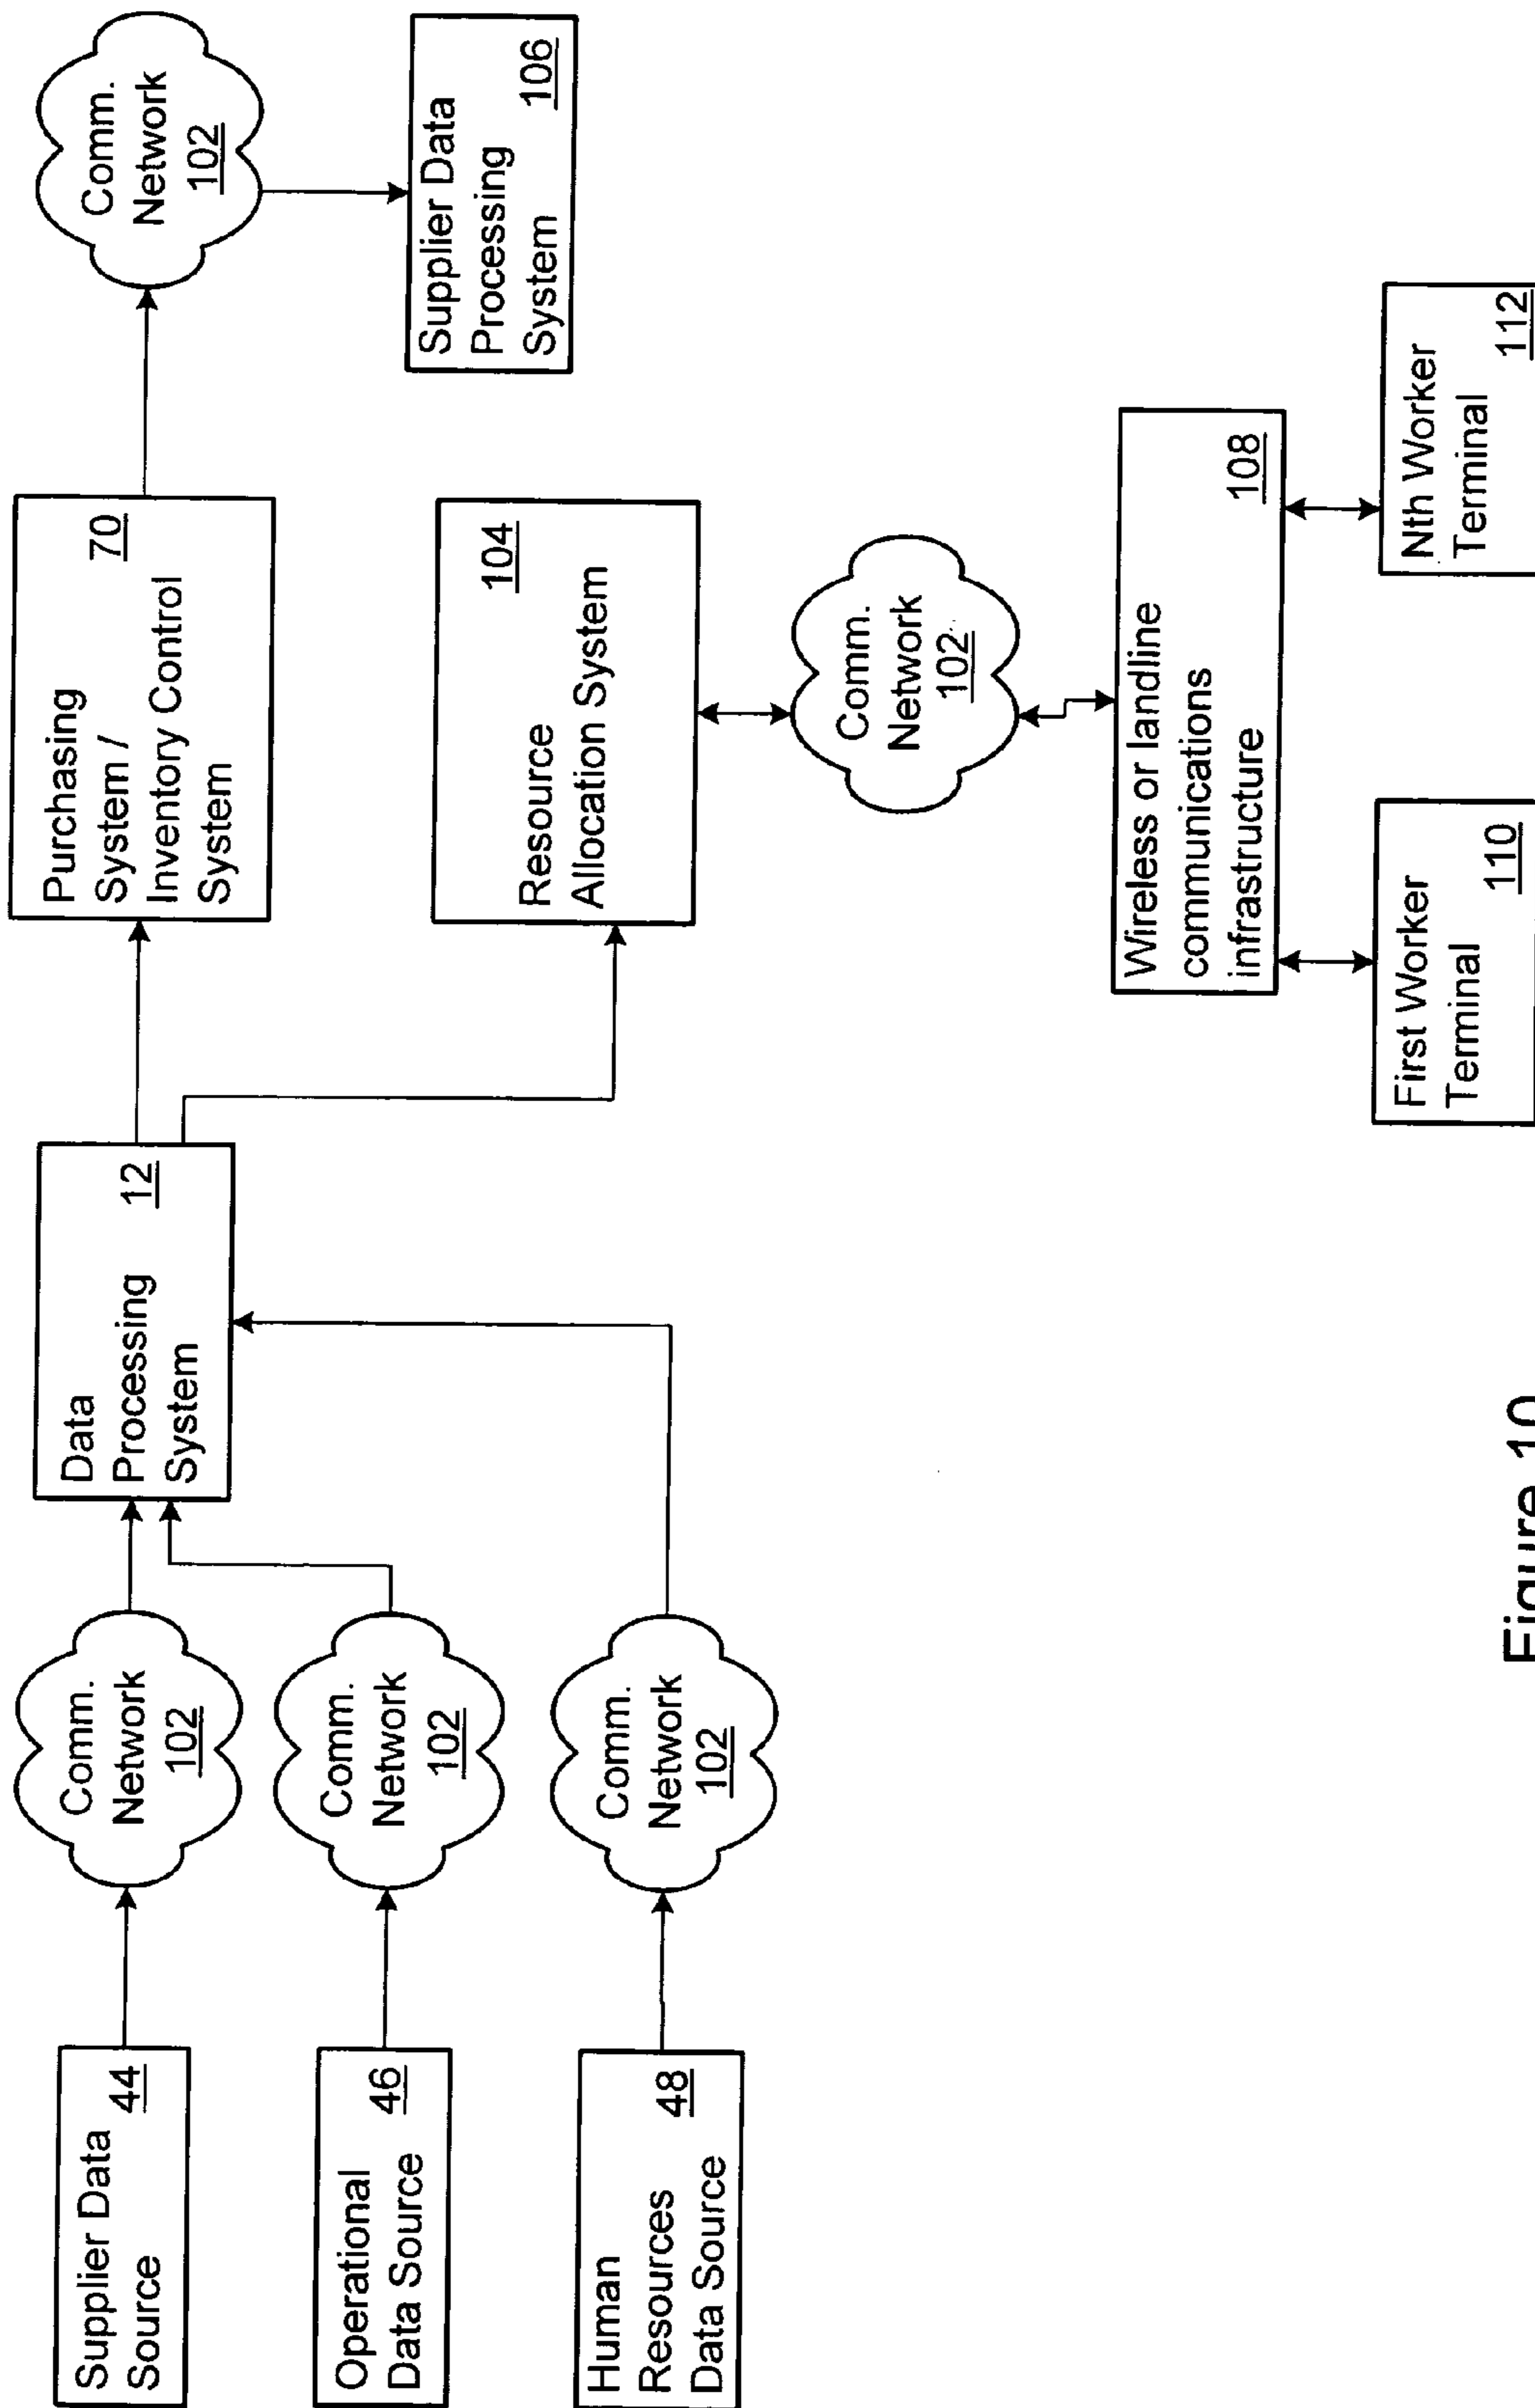 Supplier Data
Source 44
Comm.
Network
102
Operational
Data Source 46
Comm.
Network
102
Human
Resources 48
Data Source
Comm.
Network
102
Data
Processing 12
System
Purchasing
System / 70
Inventory Control
System
Comm.
Network
102
Supplier Data
Processing
System 106
104
Resource
Allocation System
Comm.
Network
102
Wireless or landline
communications
infrastructure 108
First Worker
Terminal
110
Nth Worker
Terminal
112
Figure 10